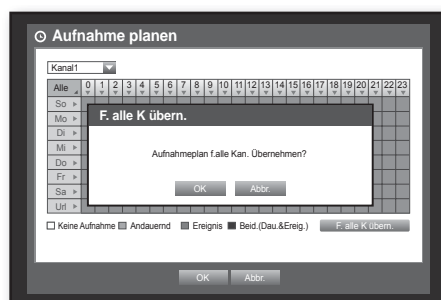 Aufnahme planen
Kanal1
Alle 0 1 2 3 4 5 6 7 8 9 10 11 12 13 14 15 16 17 18 19 20 21 22 23
So
Mo
Di
Mi
Do
Fr
Sa
Url
F. alle K übern.
Aufnahmeplan f.alle Kan. Übernehmen?
OK Abbr.
Keine Aufnahme Andauernd Ereignis Beid.(Dau.&Ereig.) F. alle K übern.
OK Abbr.